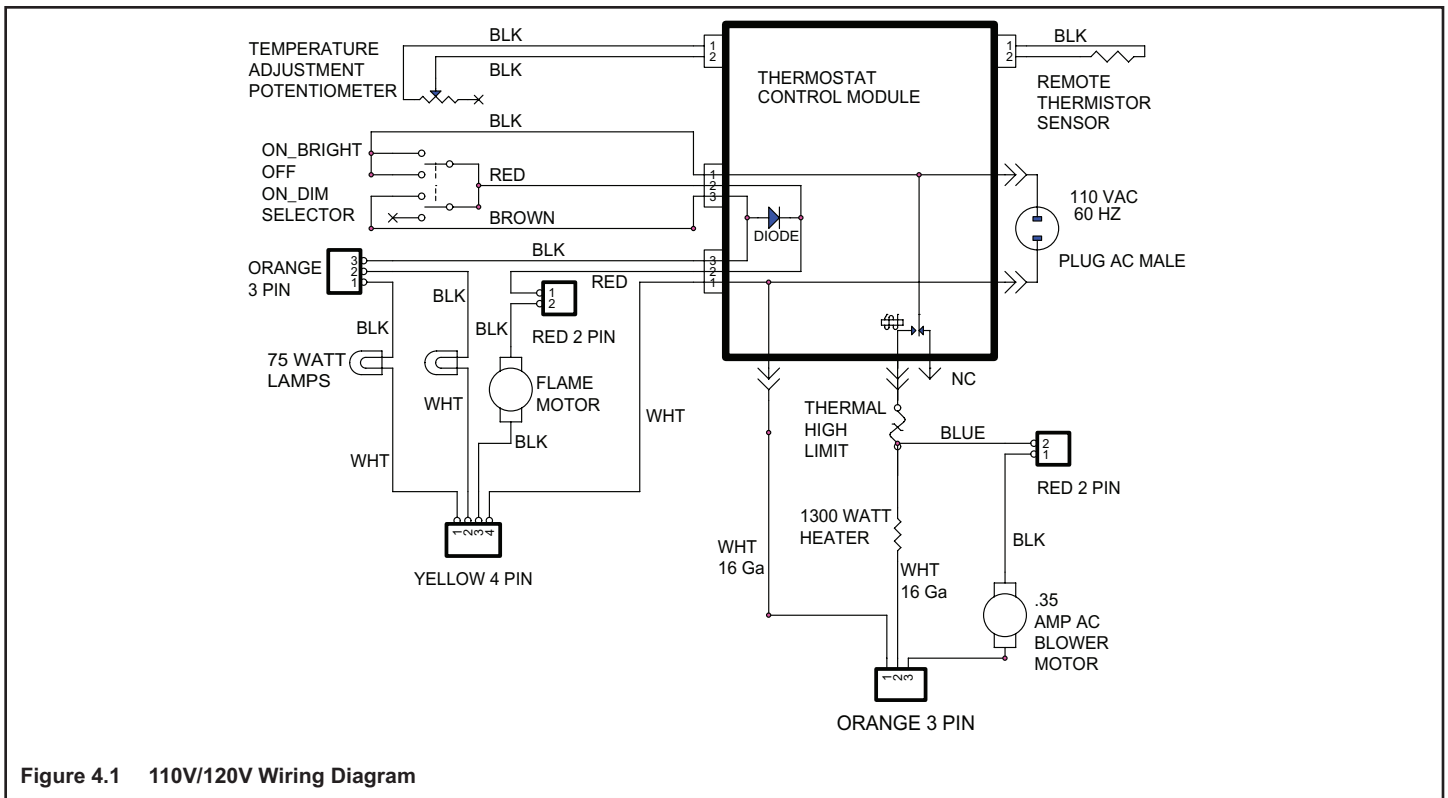 BLK
TEMPERATURE
ADJUSTMENT
POTENTIOMETER
BLK
1
2
THERMOSTAT
CONTROL MODULE
1
2
BLK
REMOTE
THERMISTOR
SENSOR
BLK
ON_BRIGHT
OFF
ON_DIM
SELECTOR
RED
BROWN
1
2
3
DIODE
110 VAC
60 HZ
PLUG AC MALE
ORANGE
3 PIN
3
2
1
BLK
3
2
1
RED
BLK
1
2
RED 2 PIN
BLK
BLK
75 WATT
LAMPS
FLAME
MOTOR
WHT
WHT
BLK
WHT
1
2
3
4
YELLOW 4 PIN
NC
THERMAL
HIGH
LIMIT
BLUE
2
1
RED 2 PIN
1300 WATT
HEATER
WHT
16 Ga
WHT
16 Ga
BLK
.35
AMP AC
BLOWER
MOTOR
1
2
3
ORANGE 3 PIN
Figure 4.1 110V/120V Wiring Diagram